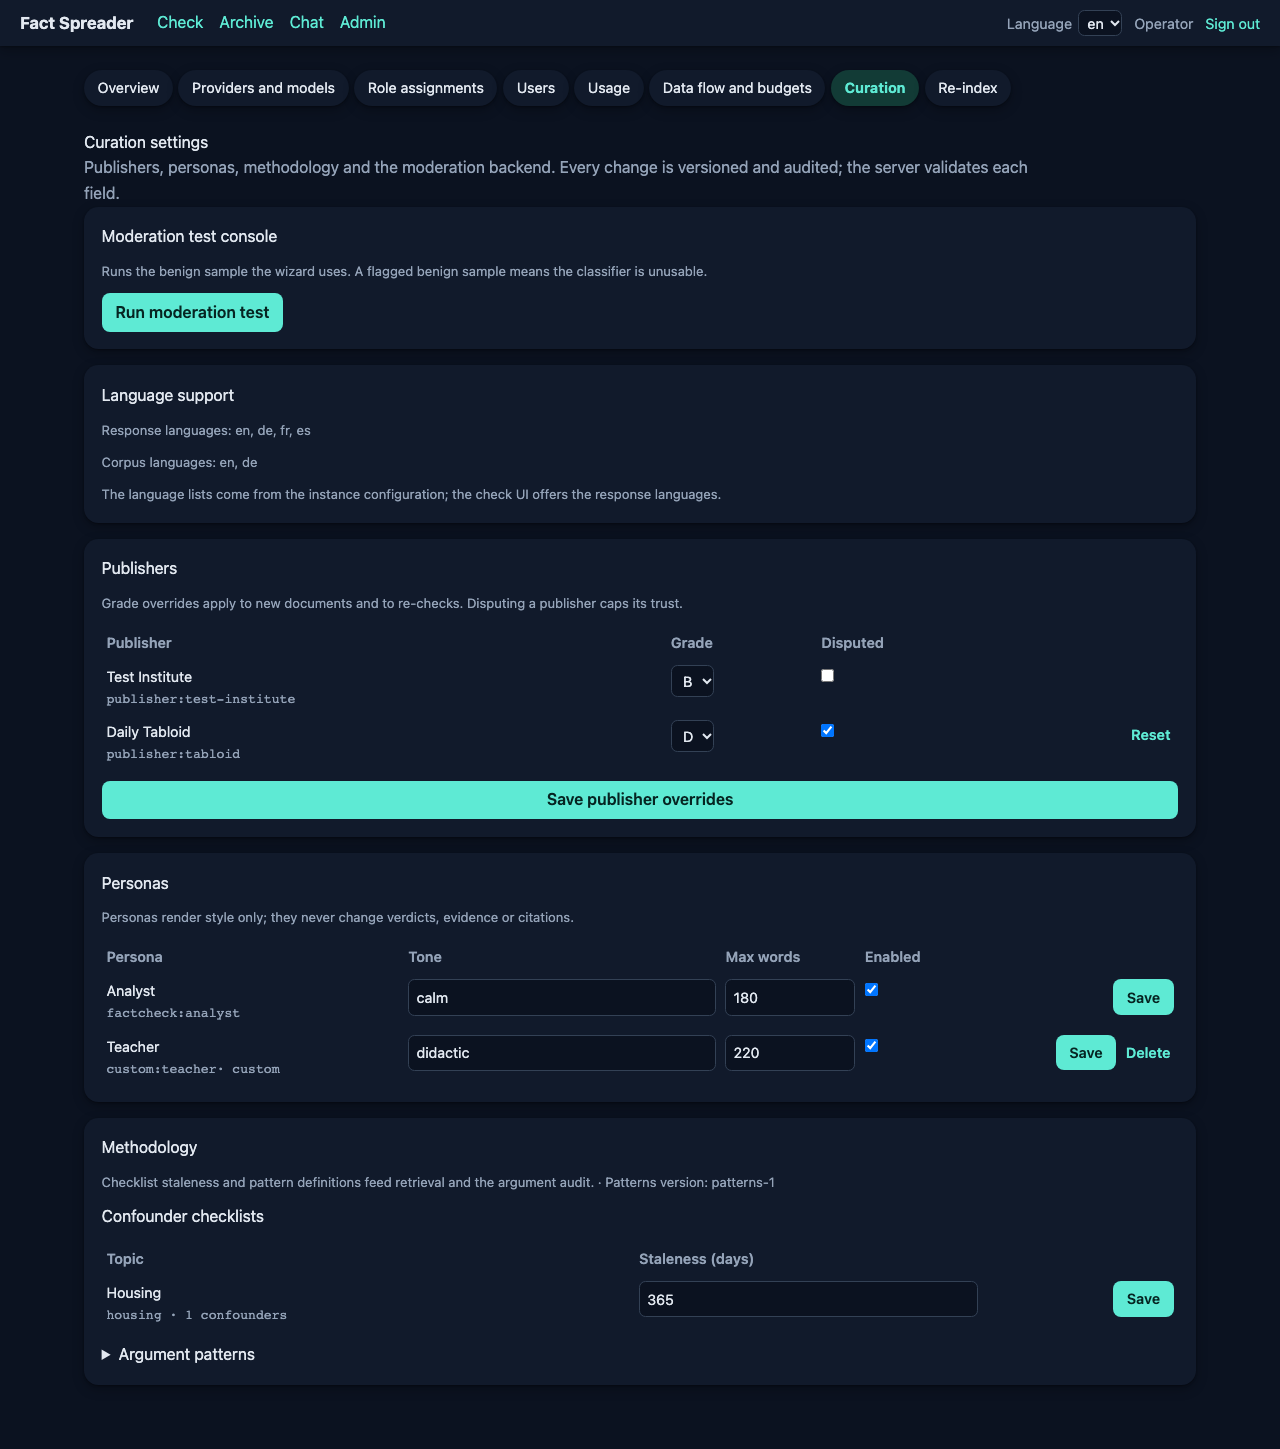 Fact Spreader Check Archive Chat Admin Language en Operator Sign out
Overview Providers and models Role assignments Users Usage Data flow and budgets Curation Re-index
Curation settings
Publishers, personas, methodology and the moderation backend. Every change is versioned and audited; the server validates each
field.
Moderation test console
Runs the benign sample the wizard uses. A flagged benign sample means the classifier is unusable.
Run moderation test
Language support
Response languages: en, de, fr, es
Corpus languages: en, de
The language lists come from the instance configuration; the check UI offers the response languages.
Publishers
Grade overrides apply to new documents and to re-checks. Disputing a publisher caps its trust.
Publisher Grade Disputed
Test Institute B
publisher:test-institute
Daily Tabloid D Reset
publisher:tabloid
Save publisher overrides
Personas
Personas render style only; they never change verdicts, evidence or citations.
Persona Tone Max words Enabled
Analyst calm 180 Save
factcheck:analyst
Teacher didactic 220 Save Delete
custom:teacher· custom
Methodology
Checklist staleness and pattern definitions feed retrieval and the argument audit. · Patterns version: patterns-1
Confounder checklists
Topic Staleness (days)
Housing 365 Save
housing · 1 confounders
Argument patterns